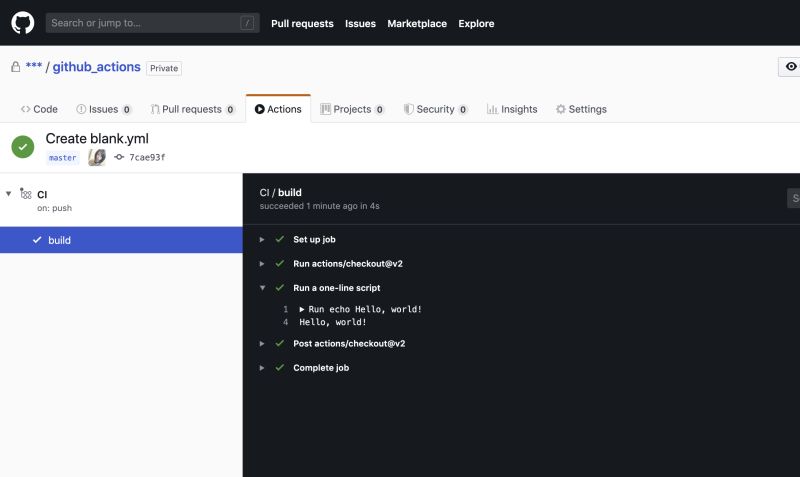 Search or jump to... /
Pull requests Issues Marketplace Explore
*** / github_actions Private
Code Issues 0 Pull requests 0 Actions Projects 0 Security 0 Insights Settings
Create blank.yml
master 7cae93f
CI
on: push
build
CI / build
succeeded 1 minute ago in 4s
Set up job
Run actions/checkout@v2
Run a one-line script
1 Run echo Hello, world!
4 Hello, world!
Post actions/checkout@v2
Complete job